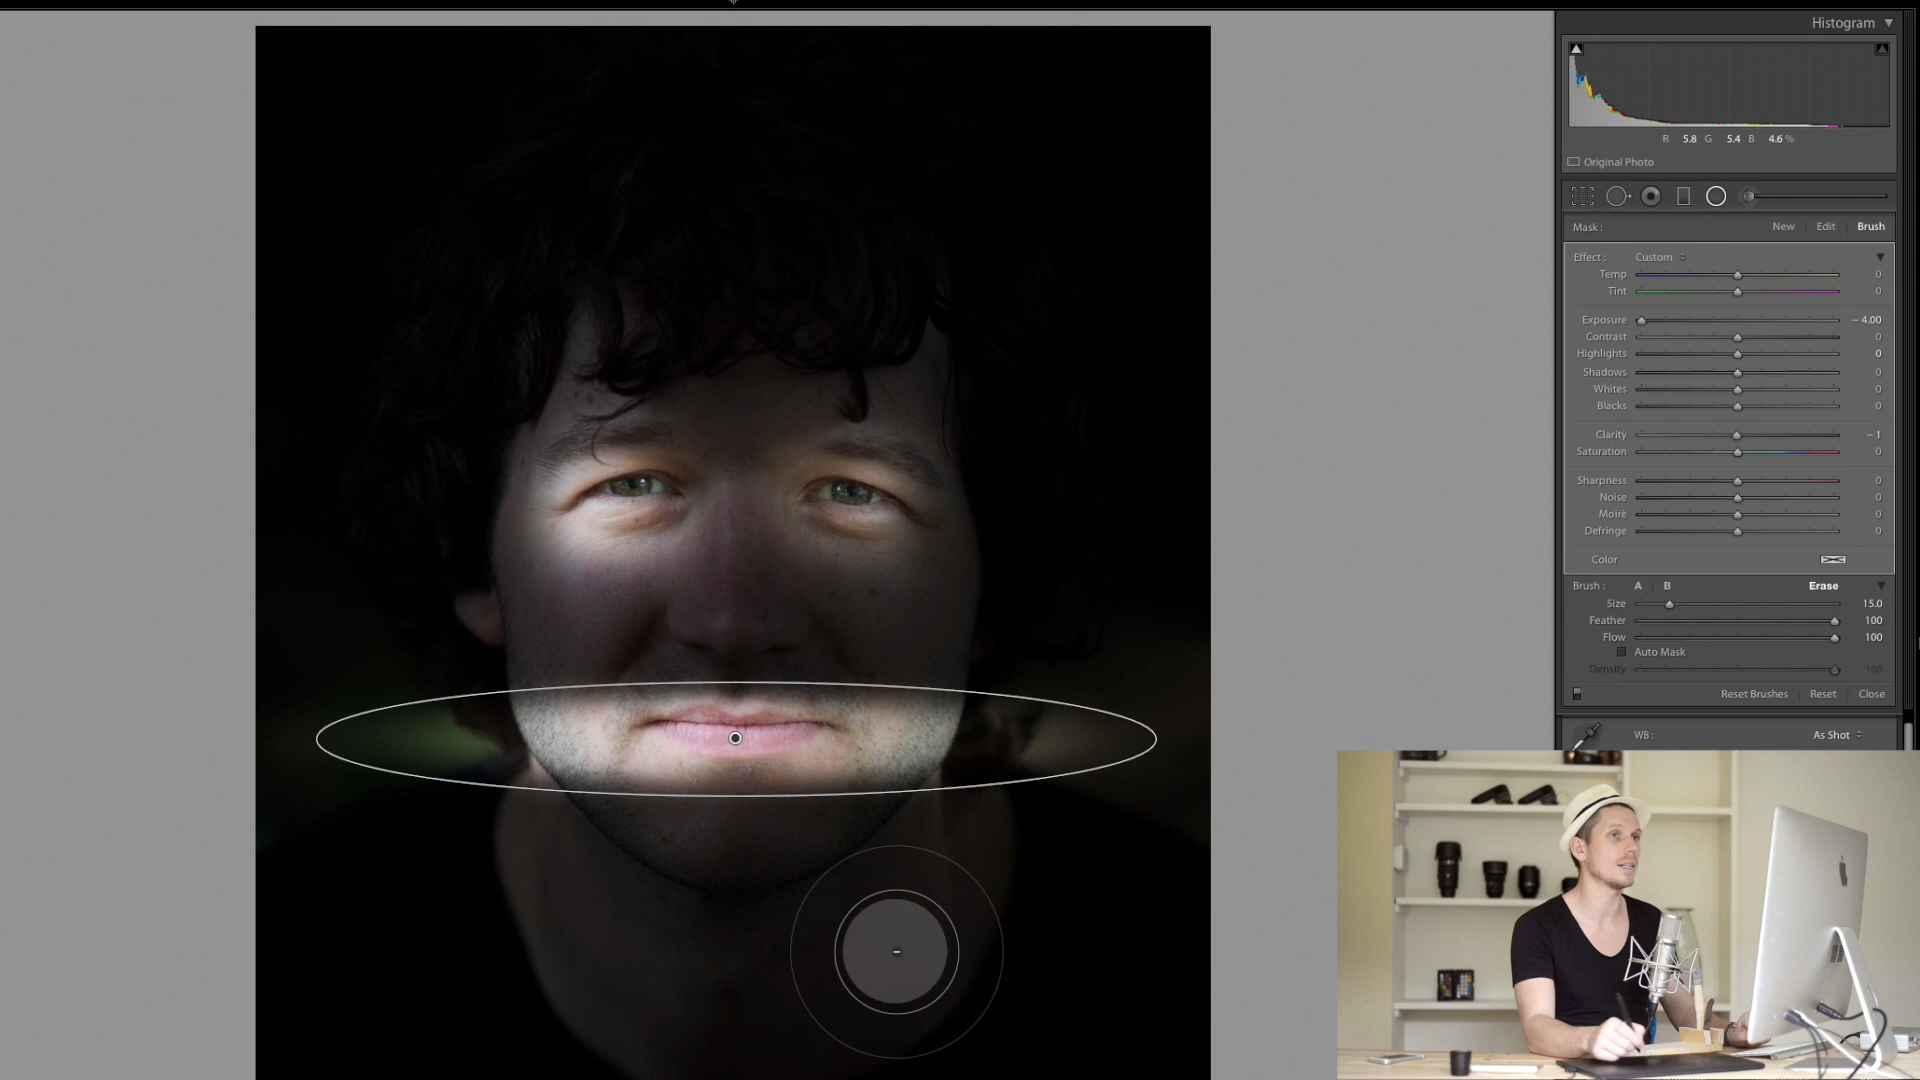 Histogram
R 5.8 G 5.4 B 4.6 %
Original Photo
Mask : New Edit Brush
Effect : Custom
Temp 0
Tint 0
Exposure – 4.00
Contrast 0
Highlights 0
Shadows 0
Whites 0
Blacks 0
Clarity – 1
Saturation 0
Sharpness 0
Noise 0
Moiré 0
Defringe 0
Color
Brush : A B Erase
Size 15.0
Feather 100
Flow 100
Auto Mask
Density 100
Reset Brushes Reset Close
WB : As Shot